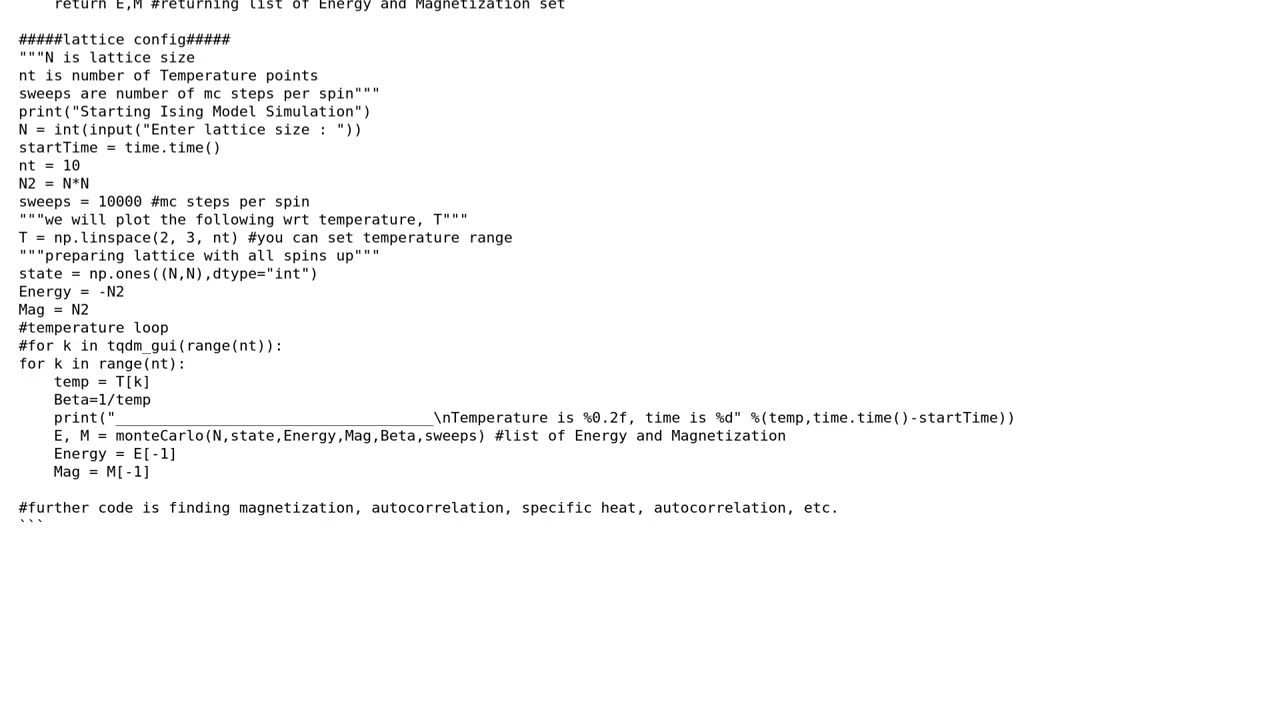 return E,M #returning list of Energy and Magnetization set

#####lattice config#####
"""N is lattice size
nt is number of Temperature points
sweeps are number of mc steps per spin"""
print("Starting Ising Model Simulation")
N = int(input("Enter lattice size : "))
startTime = time.time()
nt = 10
N2 = N*N
sweeps = 10000 #mc steps per spin
"""we will plot the following wrt temperature, T"""
T = np.linspace(2, 3, nt) #you can set temperature range
"""preparing lattice with all spins up"""
state = np.ones((N,N),dtype="int")
Energy = -N2
Mag = N2
#temperature loop
#for k in tqdm_gui(range(nt)):
for k in range(nt):
    temp = T[k]
    Beta=1/temp
    print("____________________________________\nTemperature is %0.2f, time is %d" %(temp,time.time()-startTime))
    E, M = monteCarlo(N,state,Energy,Mag,Beta,sweeps) #list of Energy and Magnetization
    Energy = E[-1]
    Mag = M[-1]

#further code is finding magnetization, autocorrelation, specific heat, autocorrelation, etc.
```